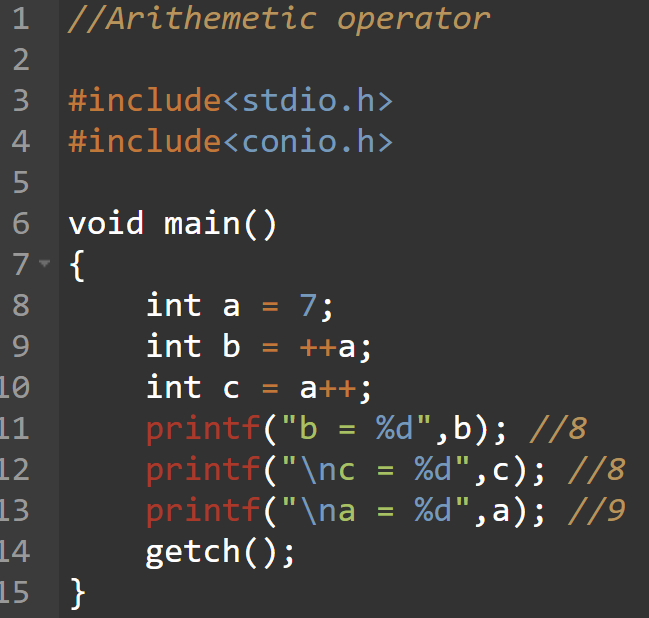 1 //Arithemetic operator
2
3 #include<stdio.h>
4 #include<conio.h>
5
6 void main()
7 {
8 int a = 7;
9 int b = ++a;
10 int c = a++;
11 printf("b = %d",b); //8
12 printf("\nc = %d",c); //8
13 printf("\na = %d",a); //9
14 getch();
15 }